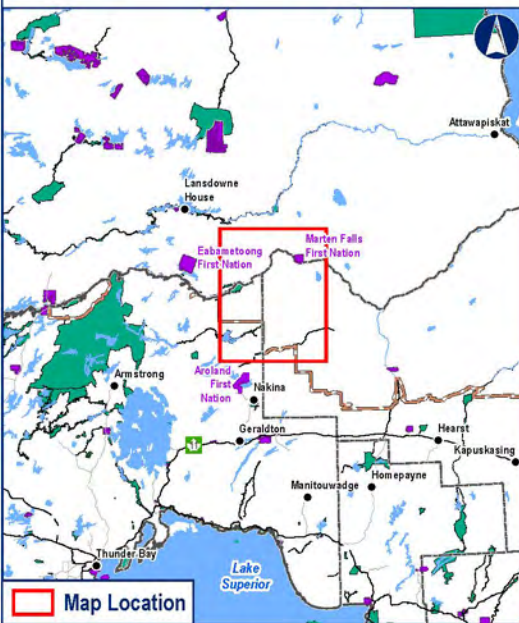 Attawapiskat
Lansdowne
House
Eabametoong
First Nation
Marten Falls
First Nation
Armstrong
Aroland
First
Nation
Nakina
Geraldton
Hearst
Kapuskasing
Manitouwadge
Hornepayne
Thunder Bay
Lake
Superior
Map Location